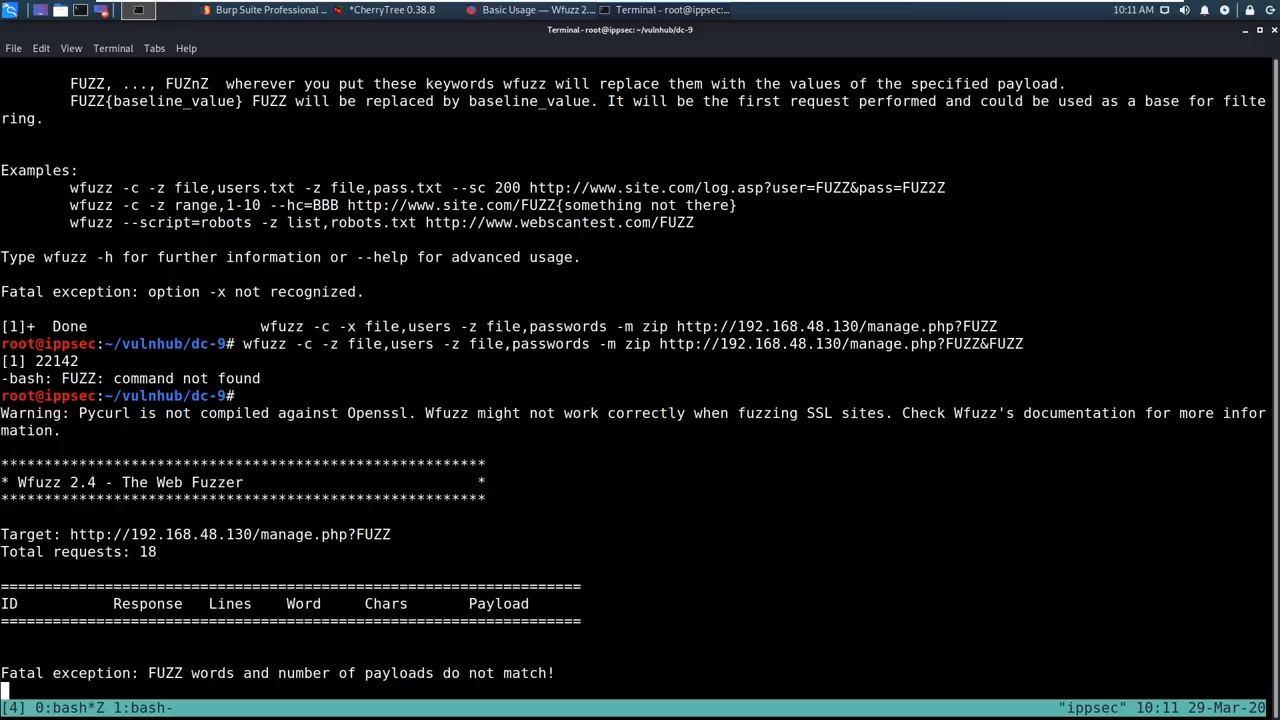 Burp Suite Professional ... *CherryTree 0.38.8 Basic Usage — Wfuzz 2.... Terminal - root@ippsec:... 10:11 AM
Terminal - root@ippsec: ~/vulnhub/dc-9
File Edit View Terminal Tabs Help
FUZZ, ..., FUZnZ wherever you put these keywords wfuzz will replace them with the values of the specified payload.
FUZZ{baseline_value} FUZZ will be replaced by baseline_value. It will be the first request performed and could be used as a base for filte
ring.
Examples:
wfuzz -c -z file,users.txt -z file,pass.txt --sc 200 http://www.site.com/log.asp?user=FUZZ&pass=FUZ2Z
wfuzz -c -z range,1-10 --hc=BBB http://www.site.com/FUZZ{something not there}
wfuzz --script=robots -z list,robots.txt http://www.webscantest.com/FUZZ
Type wfuzz -h for further information or --help for advanced usage.
Fatal exception: option -x not recognized.
[1]+ Done wfuzz -c -x file,users -z file,passwords -m zip http://192.168.48.130/manage.php?FUZZ
root@ippsec:~/vulnhub/dc-9# wfuzz -c -z file,users -z file,passwords -m zip http://192.168.48.130/manage.php?FUZZ&FUZZ
[1] 22142
-bash: FUZZ: command not found
root@ippsec:~/vulnhub/dc-9#
Warning: Pycurl is not compiled against Openssl. Wfuzz might not work correctly when fuzzing SSL sites. Check Wfuzz's documentation for more infor
mation.
********************************************************
* Wfuzz 2.4 - The Web Fuzzer *
********************************************************
Target: http://192.168.48.130/manage.php?FUZZ
Total requests: 18
===================================================================
ID Response Lines Word Chars Payload
===================================================================
Fatal exception: FUZZ words and number of payloads do not match!
[4] 0:bash*Z 1:bash- "ippsec" 10:11 29-Mar-20